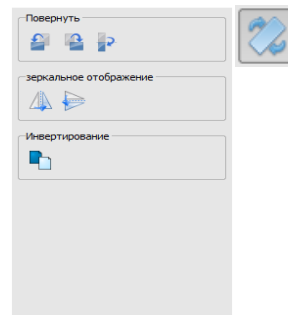 Повернуть
зеркальное отображение
Инвертирование